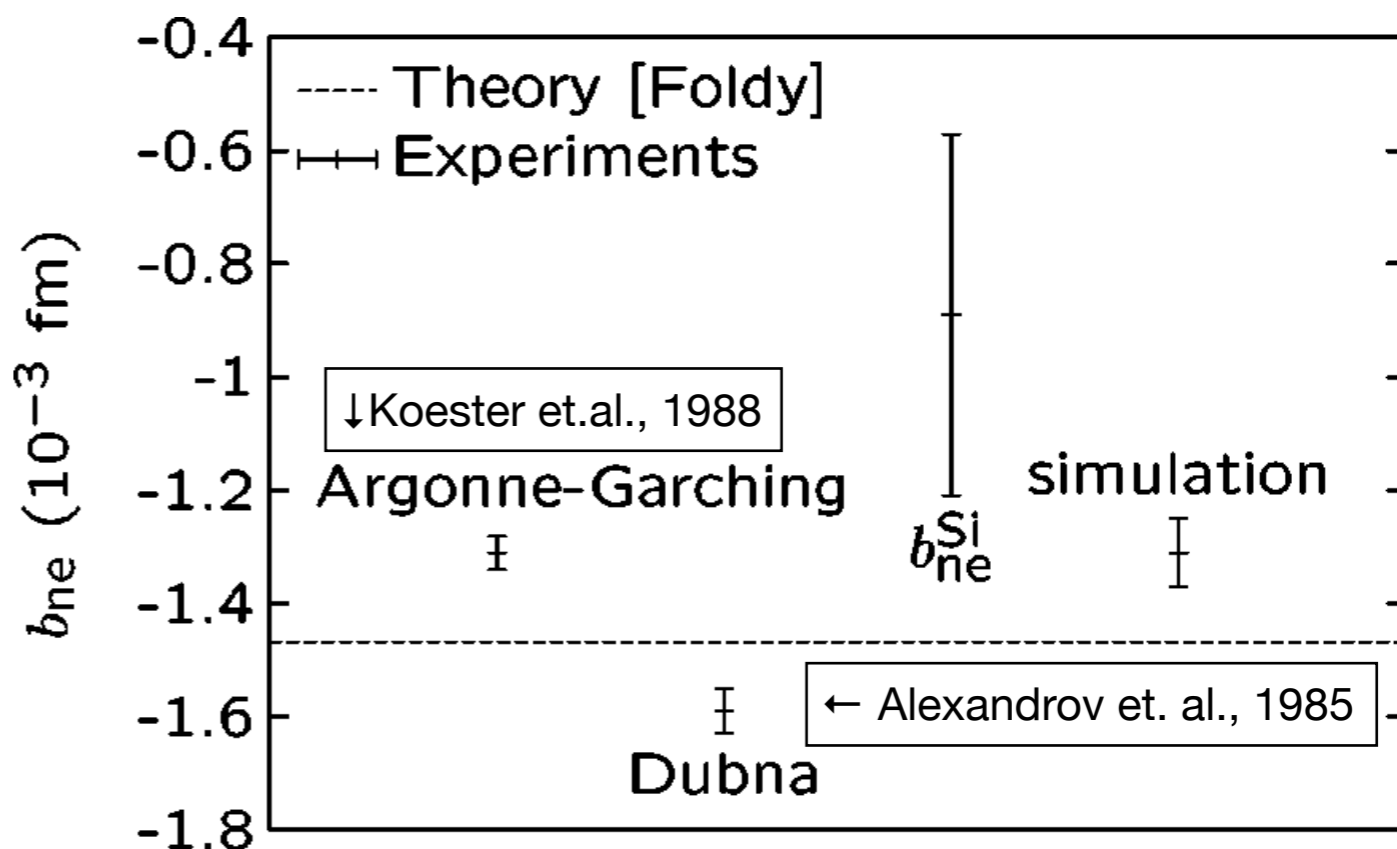 -0.4
Theory [Foldy]
Experiments
-0.6
-0.8
-1
↓Koester et.al., 1988
Argonne-Garching
-1.2
simulation
b_ne^Si
-1.4
← Alexandrov et. al., 1985
-1.6
Dubna
-1.8
b_ne (10^−3 fm)